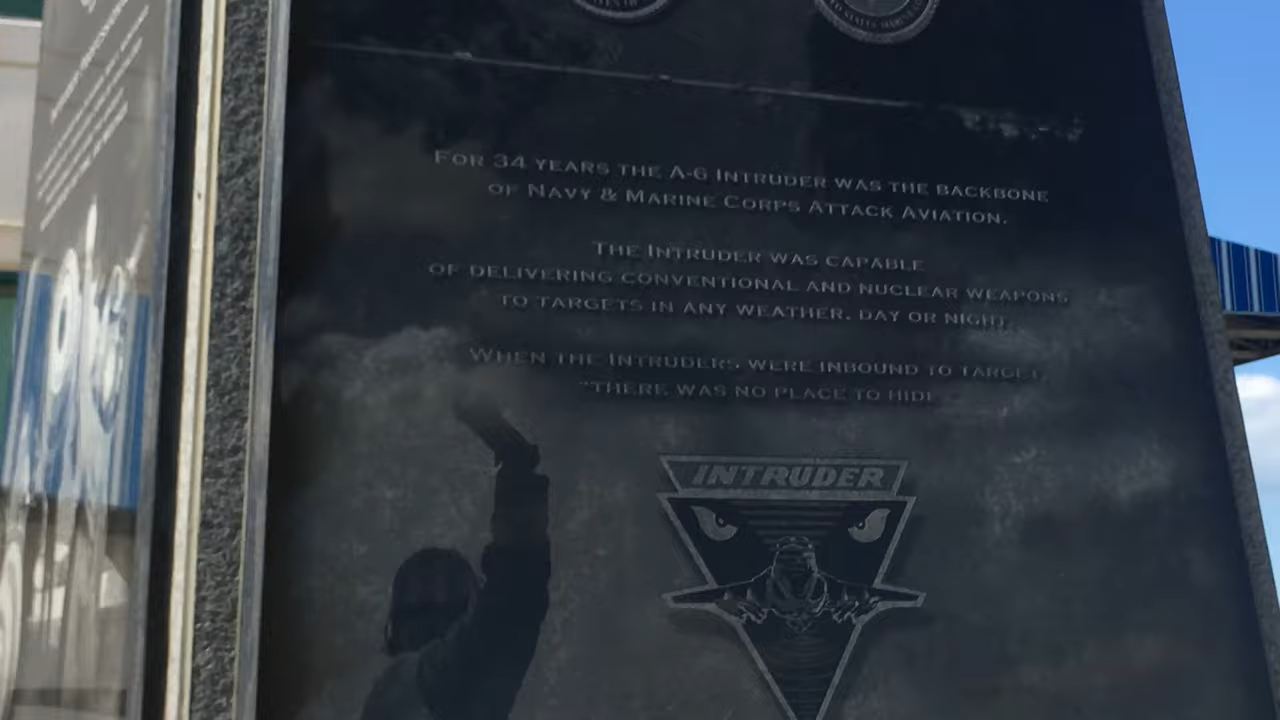 FOR 34 YEARS THE A-6 INTRUDER WAS THE BACKBONE
OF NAVY & MARINE CORPS ATTACK AVIATION.
THE INTRUDER WAS CAPABLE
OF DELIVERING CONVENTIONAL AND NUCLEAR WEAPONS
TO TARGETS IN ANY WEATHER, DAY OR NIGHT.
WHEN THE INTRUDERS WERE INBOUND TO TARGET,
"THERE WAS NO PLACE TO HIDE
INTRUDER